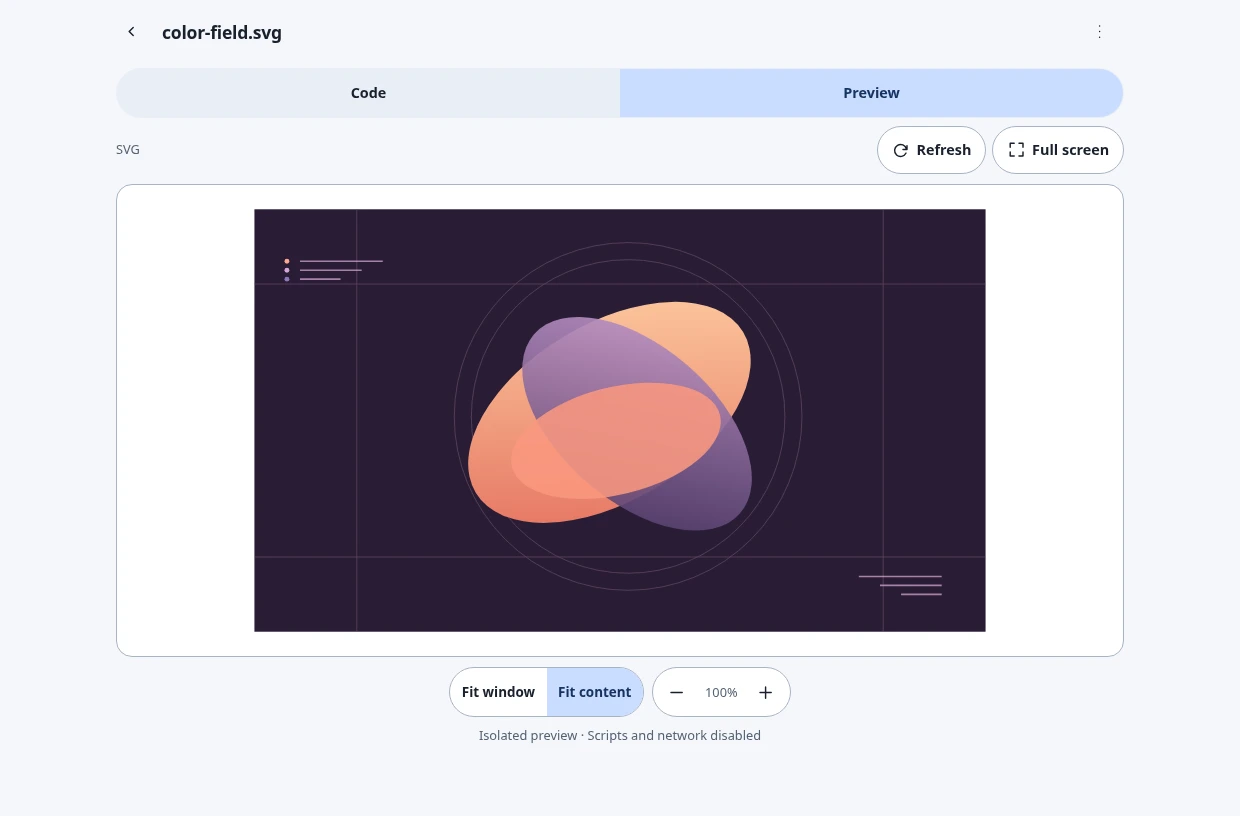 color-field.svg
Code
Preview
SVG
Refresh
Full screen
Fit window
Fit content
100%
Isolated preview · Scripts and network disabled